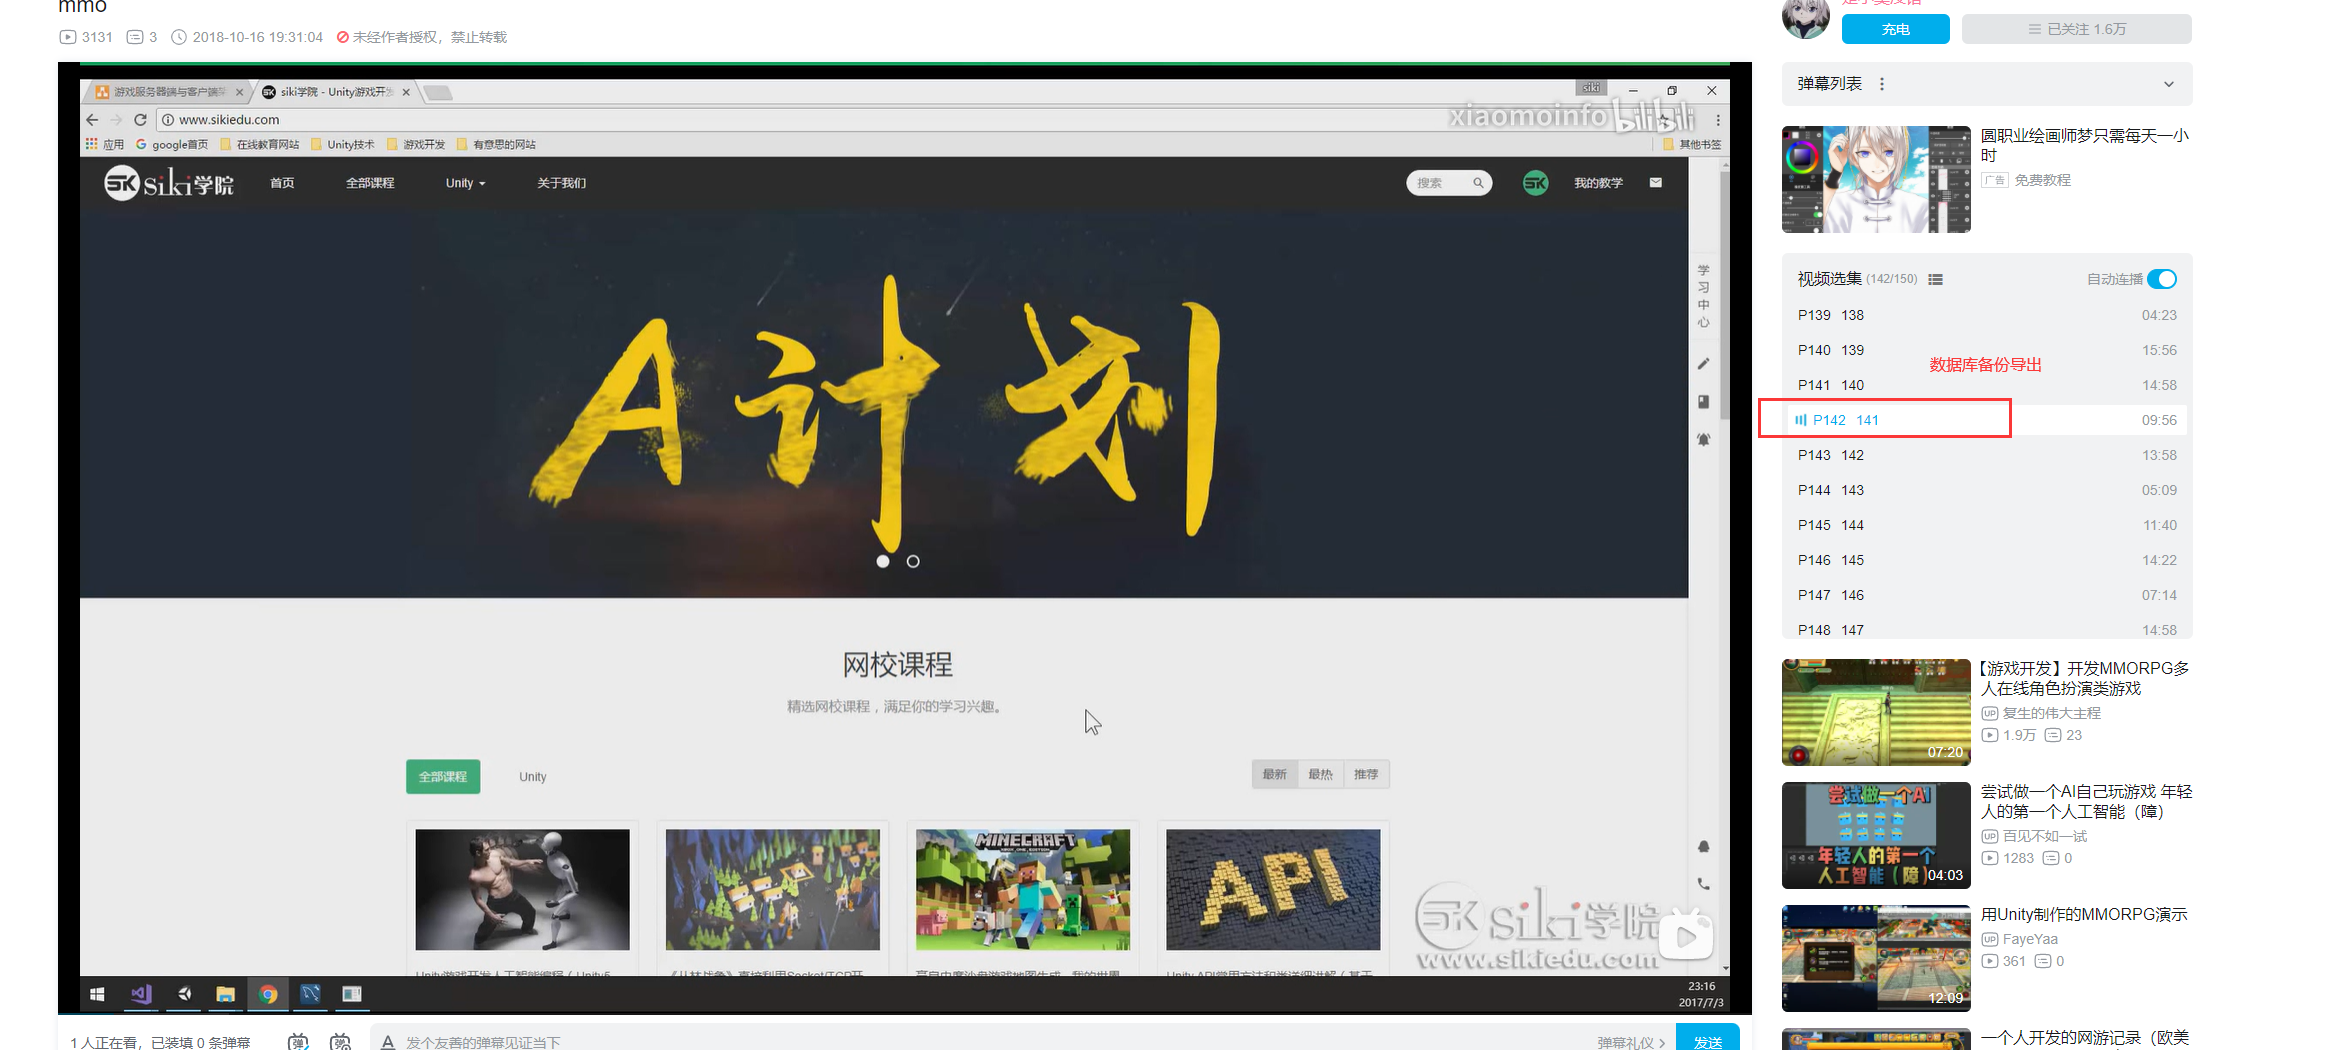 mmo
3131 3 2018-10-16 19:31:04 未经作者授权，禁止转载
游戏服务器端与客户端
siki学院 - Unity游戏开发
siki
www.sikiedu.com
xiaomoinfo bilibili
应用 google首页 在线教育网站 Unity技术 游戏开发 有意思的网站 其他书签
SK siki学院 首页 全部课程 Unity 关于我们 搜索 SK 我的教学
A计划
学习中心
网校课程
精选网校课程，满足你的学习兴趣。
全部课程 Unity 最新 最热 推荐
MINECRAFT
API
SK siki学院
www.sikiedu.com
23:16
2017/7/3
1 人正在看，已装填 0 条弹幕
发个友善的弹幕见证当下
弹幕礼仪
发送
充电
已关注 1.6万
弹幕列表
圆职业绘画师梦只需每天一小
时
广告 免费教程
视频选集 (142/150) 自动连播
P139 138 04:23
P140 139 15:56
数据库备份导出
P141 140 14:58
P142 141 09:56
P143 142 13:58
P144 143 05:09
P145 144 11:40
P146 145 14:22
P147 146 07:14
P148 147 14:58
07:20
【游戏开发】开发MMORPG多
人在线角色扮演类游戏
UP 复生的伟大主程
1.9万 23
尝试做一个AI
年轻人的第一个
人工智能（障）
04:03
尝试做一个AI自己玩游戏 年轻
人的第一个人工智能（障）
UP 百见不如一试
1283 0
12:09
用Unity制作的MMORPG演示
UP FayeYaa
361 0
一个人开发的网游记录（欧美